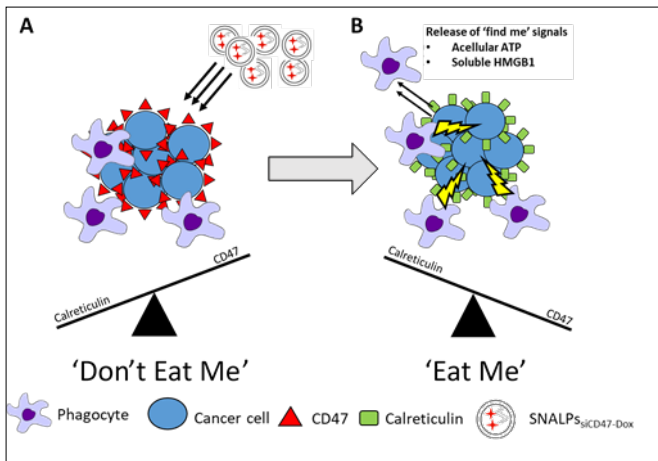 A
B
Release of 'find me' signals
• Acellular ATP
• Soluble HMGB1
Calreticulin
CD47
Calreticulin
CD47
'Don't Eat Me'
'Eat Me'
Phagocyte
Cancer cell
CD47
Calreticulin
SNALPssiCD47-Dox